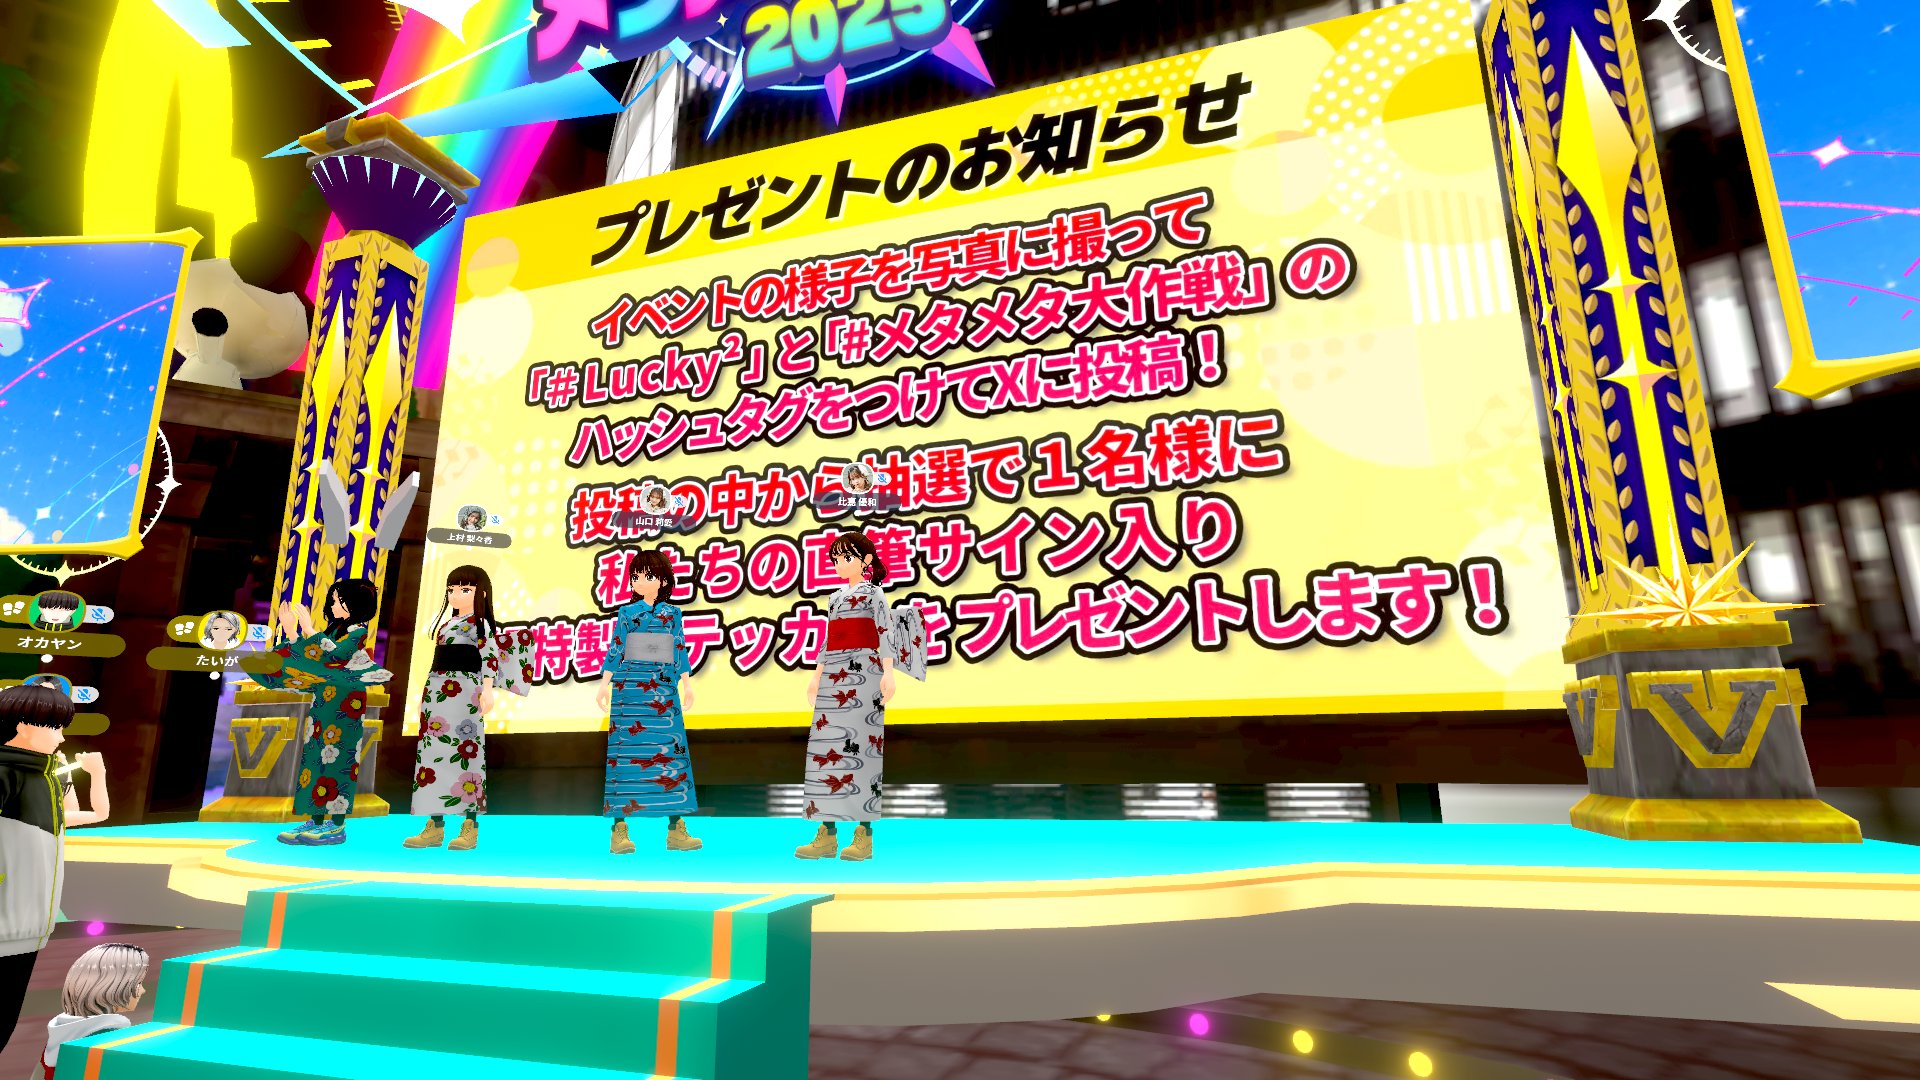 2025
プレゼントのお知らせ
イベントの様子を写真に撮って
「#Lucky²」と「#メタメタ大作戦」の
ハッシュタグをつけてXに投稿！
投稿の中から抽選で１名様に
私たちの直筆サイン入り
特製 テッカ をプレゼントします！
上村 梨々香
山口 莉愛
比嘉 優和
オカヤン
たいが
V
V